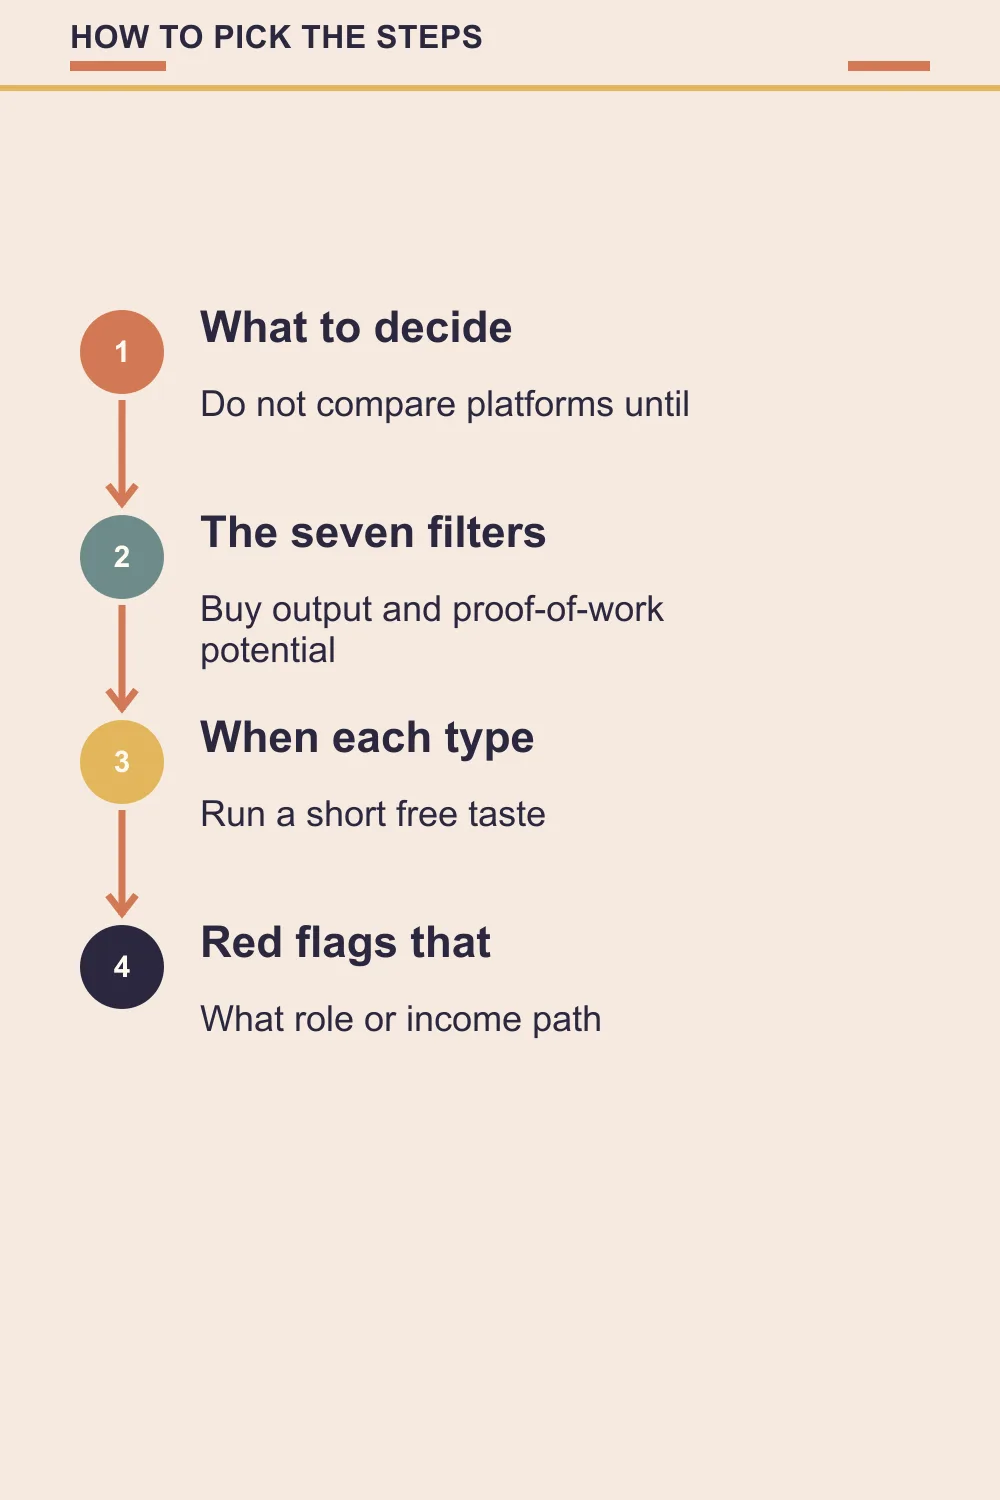 HOW TO PICK THE STEPS
1
What to decide
Do not compare platforms until
2
The seven filters
Buy output and proof-of-work
potential
3
When each type
Run a short free taste
4
Red flags that
What role or income path